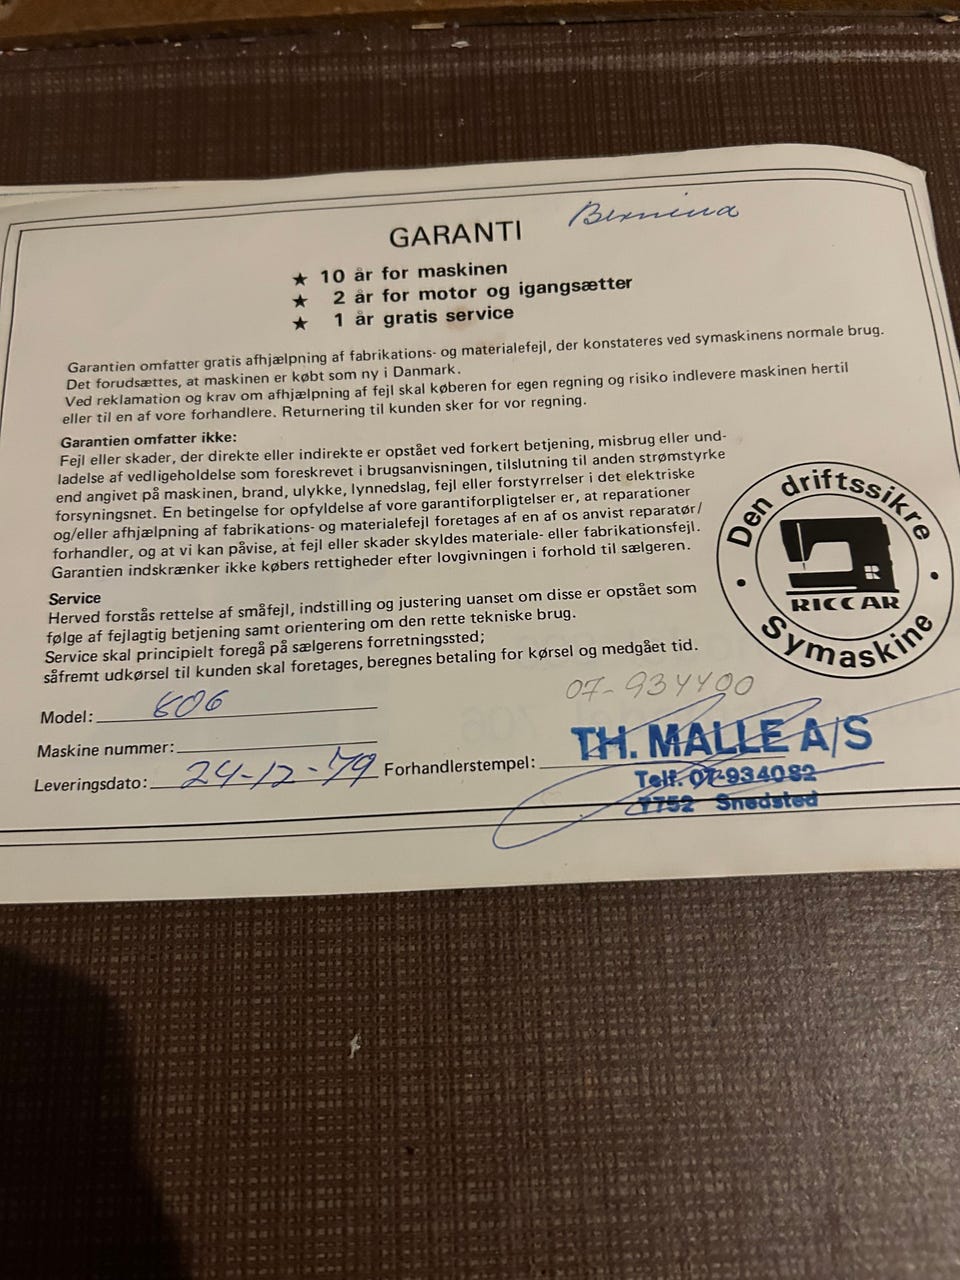 Bernina
GARANTI
★ 10 år for maskinen
★ 2 år for motor og igangsætter
★ 1 år gratis service
Garantien omfatter gratis afhjælpning af fabrikations- og materialefejl, der konstateres ved symaskinens normale brug.
Det forudsættes, at maskinen er købt som ny i Danmark.
Ved reklamation og krav om afhjælpning af fejl skal køberen for egen regning og risiko indlevere maskinen hertil
eller til en af vore forhandlere. Returnering til kunden sker for vor regning.
Garantien omfatter ikke:
Fejl eller skader, der direkte eller indirekte er opstået ved forkert betjening, misbrug eller und-
ladelse af vedligeholdelse som foreskrevet i brugsanvisningen, tilslutning til anden strømstyrke
end angivet på maskinen, brand, ulykke, lynnedslag, fejl eller forstyrrelser i det elektriske
forsyningsnet. En betingelse for opfyldelse af vore garantiforpligtelser er, at reparationer
og/eller afhjælpning af fabrikations- og materialefejl foretages af en af os anvist reparatør/
forhandler, og at vi kan påvise, at fejl eller skader skyldes materiale- eller fabrikationsfejl.
Garantien indskrænker ikke købers rettigheder efter lovgivningen i forhold til sælgeren.
Den driftssikre
RICCAR
Symaskine
Service
Herved forstås rettelse af småfejl, indstilling og justering uanset om disse er opstået som
følge af fejlagtig betjening samt orientering om den rette tekniske brug.
Service skal principielt foregå på sælgerens forretningssted;
såfremt udkørsel til kunden skal foretages, beregnes betaling for kørsel og medgået tid.
07-934400
Model: 606
Maskine nummer:
Leveringsdato: 24-12-79 Forhandlerstempel:
TH. MALLE A/S
Telf. 07-934082
7752 Snedsted